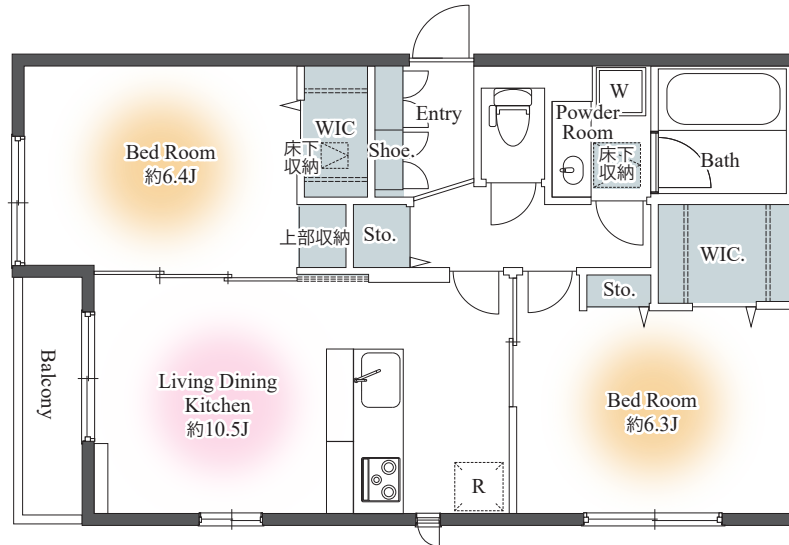 Bed Room
約6.4J
WIC
床下
収納
Shoe.
Entry
Powder
Room
W
床下
収納
Bath
上部収納
Sto.
WIC.
Sto.
Balcony
Living Dining
Kitchen
約10.5J
R
Bed Room
約6.3J